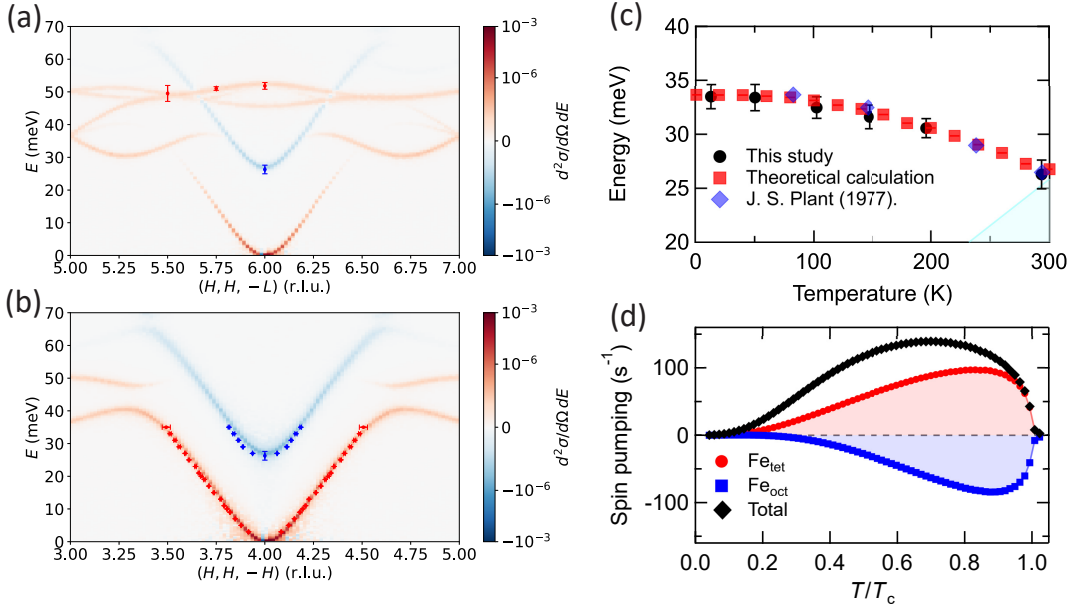 (a)
70
60
50
40
30
20
10
0
E (meV)
5.00 5.25 5.50 5.75 6.00 6.25 6.50 6.75 7.00
(H, H, −L) (r.l.u.)
10⁻³
10⁻⁶
0
−10⁻⁶
−10⁻³
d²σ/dΩdE
(b)
70
60
50
40
30
20
10
0
E (meV)
3.00 3.25 3.50 3.75 4.00 4.25 4.50 4.75 5.00
(H, H, −H) (r.l.u.)
10⁻³
10⁻⁶
0
−10⁻⁶
−10⁻³
d²σ/dΩdE
(c)
40
35
30
25
20
Energy (meV)
This study
Theoretical calculation
J. S. Plant (1977).
0 100 200 300
Temperature (K)
(d)
100
0
-100
Spin pumping (s⁻¹)
Fe_tet
Fe_oct
Total
0.0 0.2 0.4 0.6 0.8 1.0
T/T_c